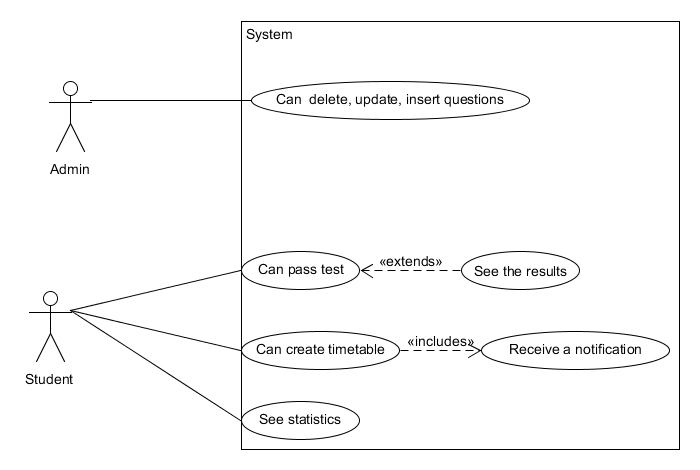 System
Can delete, update, insert questions
Admin
Can pass test
«extends»
See the results
Can create timetable
«includes»
Receive a notification
Student
See statistics